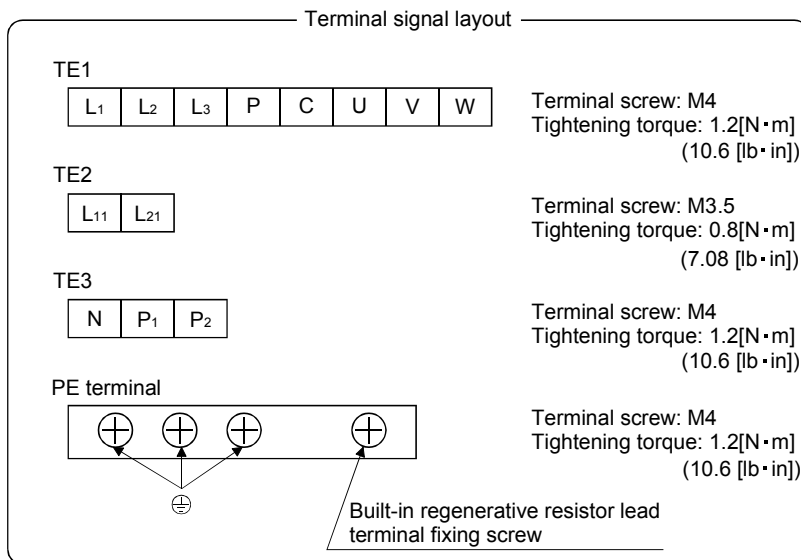 Terminal signal layout
TE1
L1 L2 L3 P C U V W
Terminal screw: M4
Tightening torque: 1.2[N·m]
(10.6 [lb·in])
TE2
L11 L21
Terminal screw: M3.5
Tightening torque: 0.8[N·m]
(7.08 [lb·in])
TE3
N P1 P2
Terminal screw: M4
Tightening torque: 1.2[N·m]
(10.6 [lb·in])
PE terminal
Terminal screw: M4
Tightening torque: 1.2[N·m]
(10.6 [lb·in])
Built-in regenerative resistor lead
terminal fixing screw